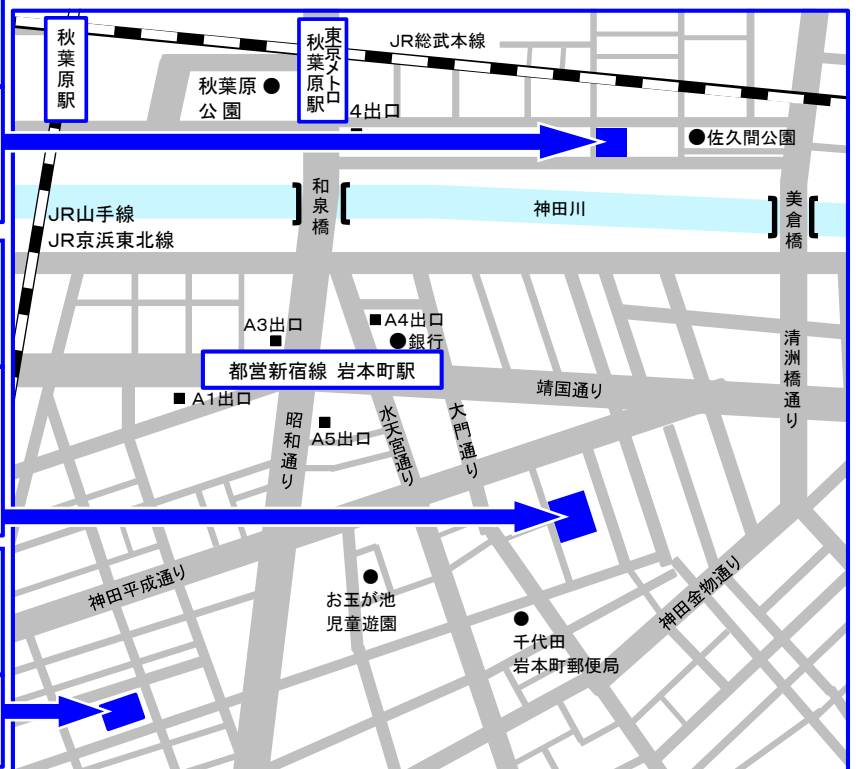 秋葉原駅
東京メトロ
秋葉原駅
JR総武本線
秋葉原
公園
4出口
佐久間公園
和泉橋
神田川
美倉橋
JR山手線
JR京浜東北線
A3出口
A4出口
銀行
都営新宿線 岩本町駅
靖国通り
清洲橋通り
A1出口
昭和通り
A5出口
水天宮通り
大門通り
神田平成通り
お玉が池
児童遊園
神田金物通り
千代田
岩本町郵便局